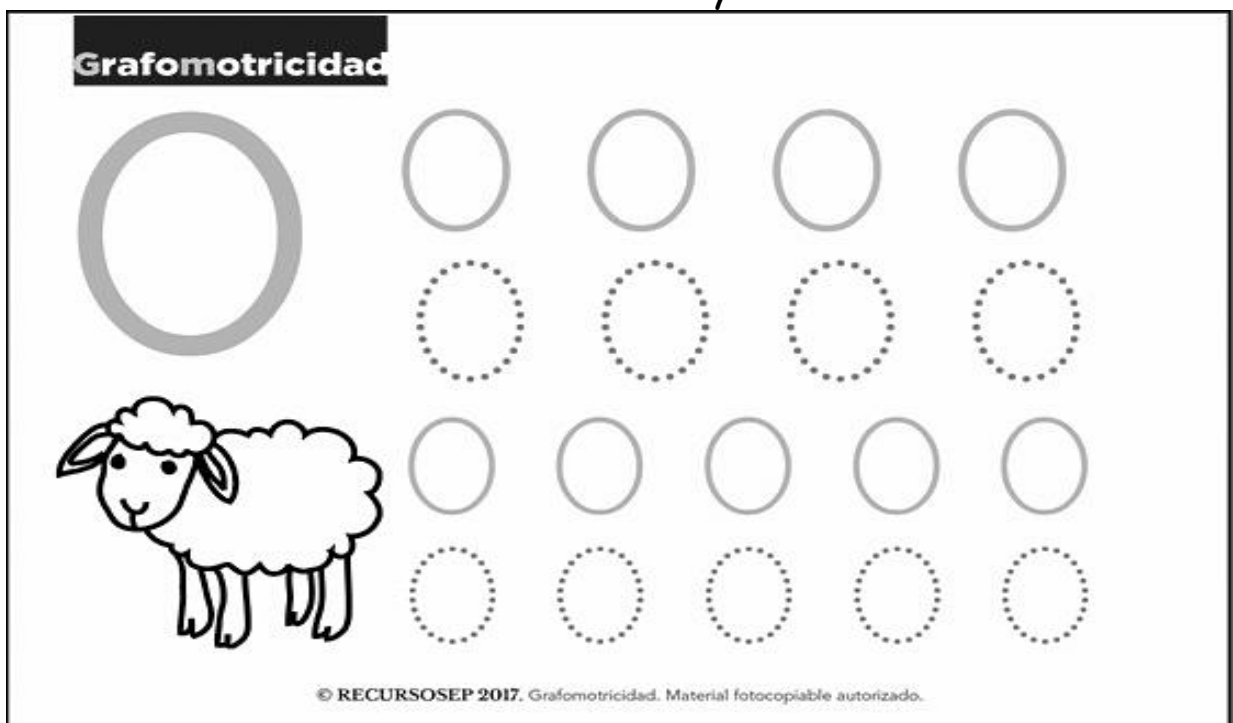 Grafomotricidad
O O O O O
O O O O
O O O O O
O O O O O
© RECURSOSEP 2017. Grafomotricidad. Material fotocopiable autorizado.